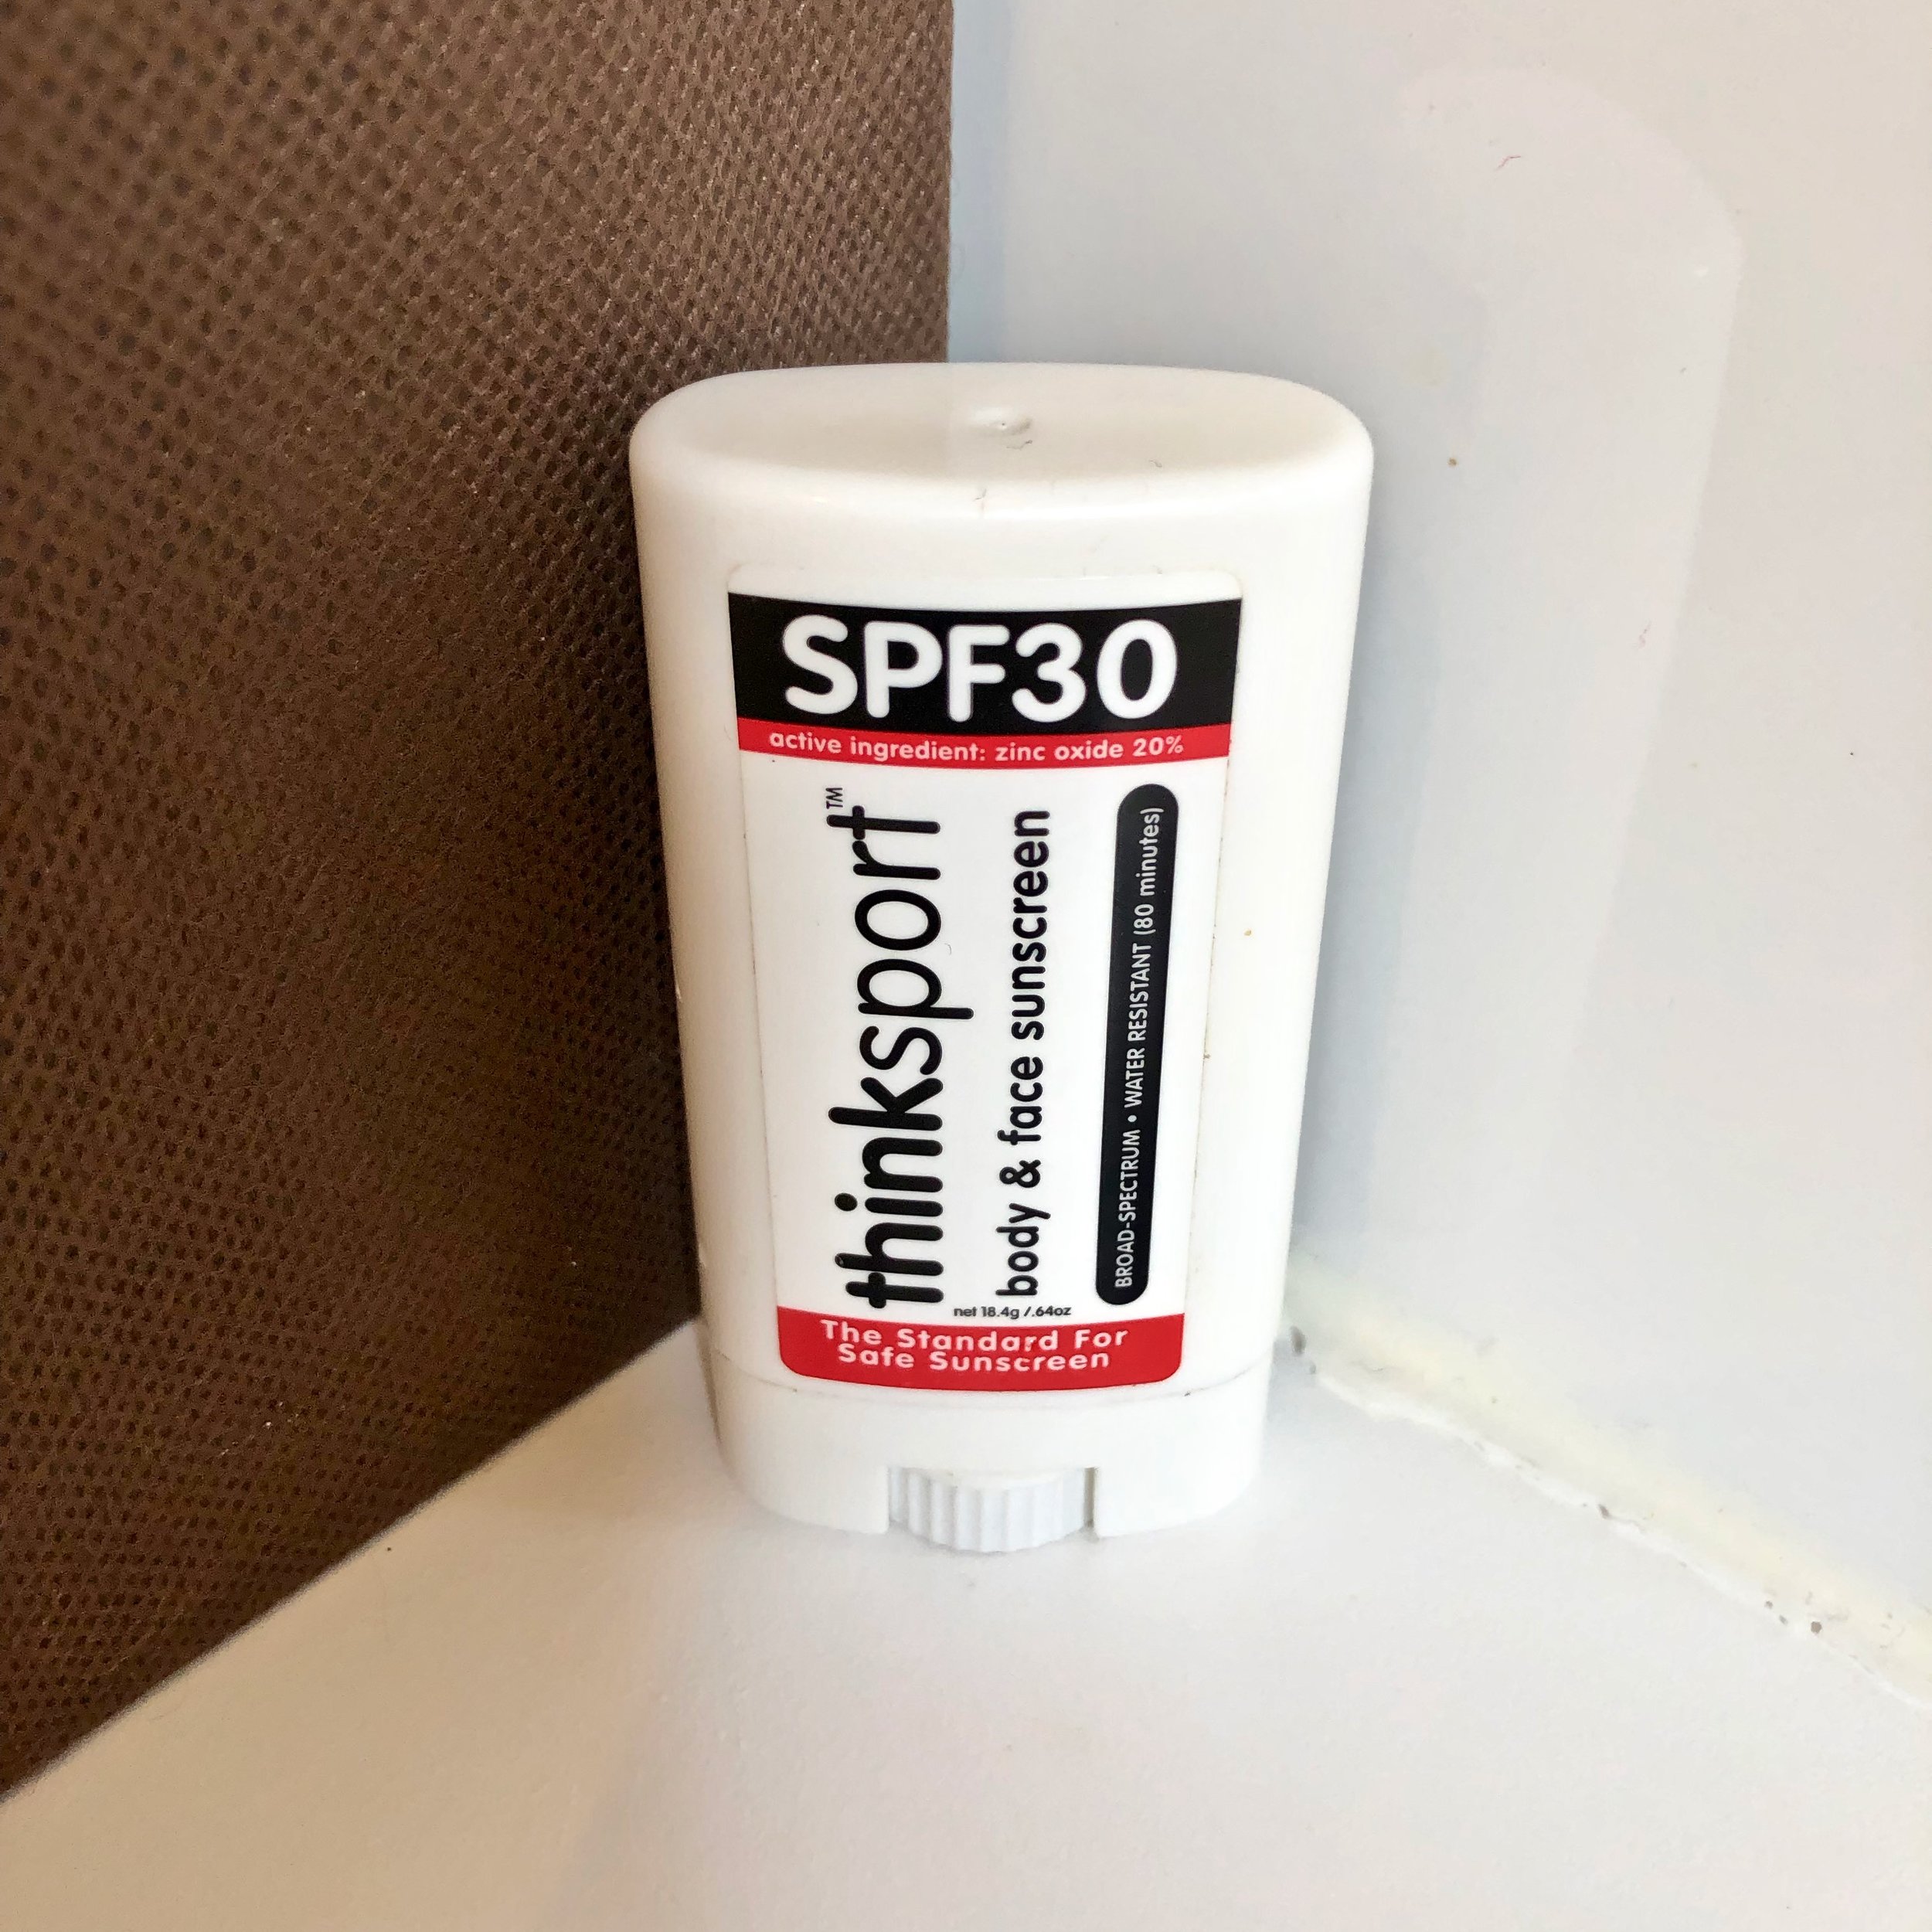 SPF30
active ingredient: zinc oxide 20%
thinksport™
body & face sunscreen
BROAD-SPECTRUM • WATER RESISTANT (80 minutes)
net 18.4g /.64oz
The Standard For
Safe Sunscreen